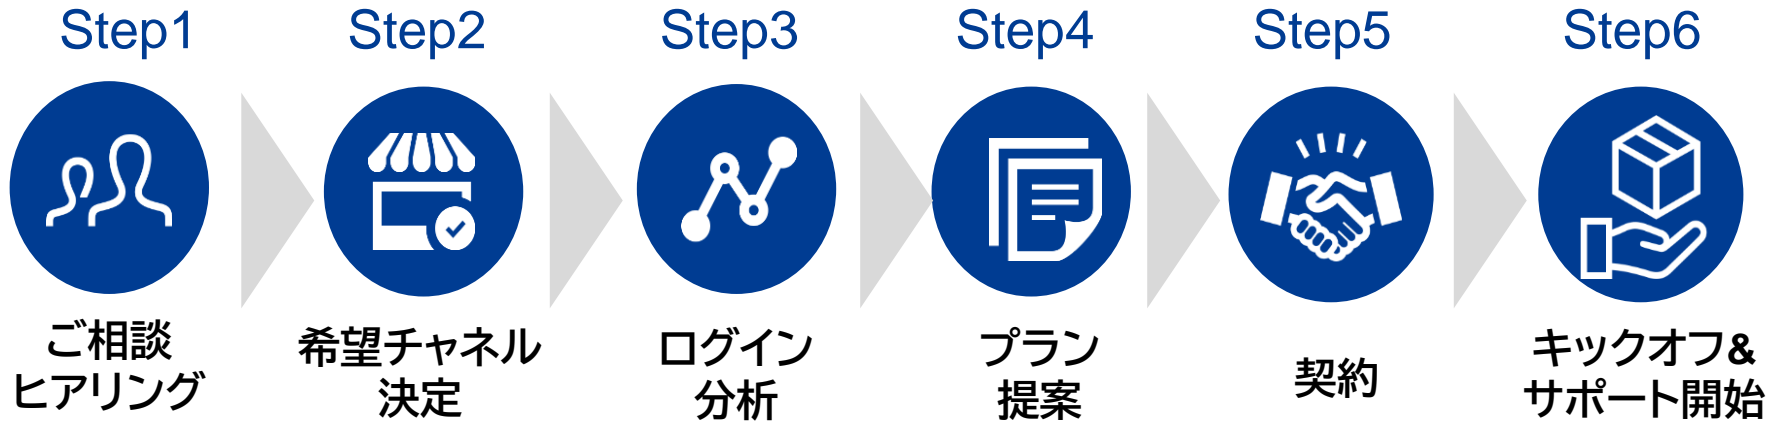 Step1
Step2
Step3
Step4
Step5
Step6
ご相談
ヒアリング
希望チャネル
決定
ログイン
分析
プラン
提案
契約
キックオフ&
サポート開始